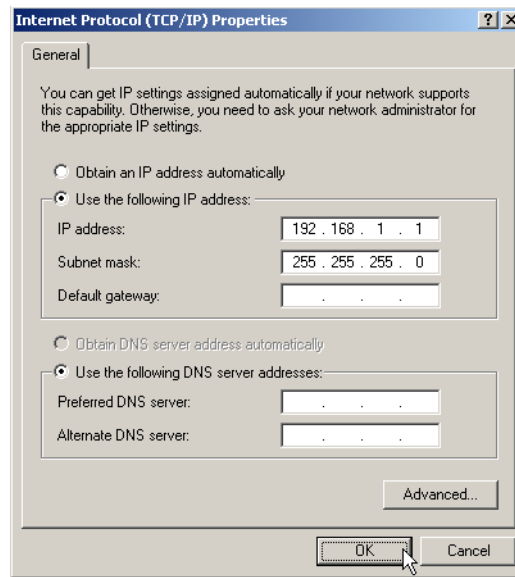 Internet Protocol (TCP/IP) Properties
General
You can get IP settings assigned automatically if your network supports
this capability. Otherwise, you need to ask your network administrator for
the appropriate IP settings.
Obtain an IP address automatically
Use the following IP address:
IP address: 192 . 168 . 1 . 1
Subnet mask: 255 . 255 . 255 . 0
Default gateway: . . .
Obtain DNS server address automatically
Use the following DNS server addresses:
Preferred DNS server: . . .
Alternate DNS server: . . .
Advanced...
OK Cancel